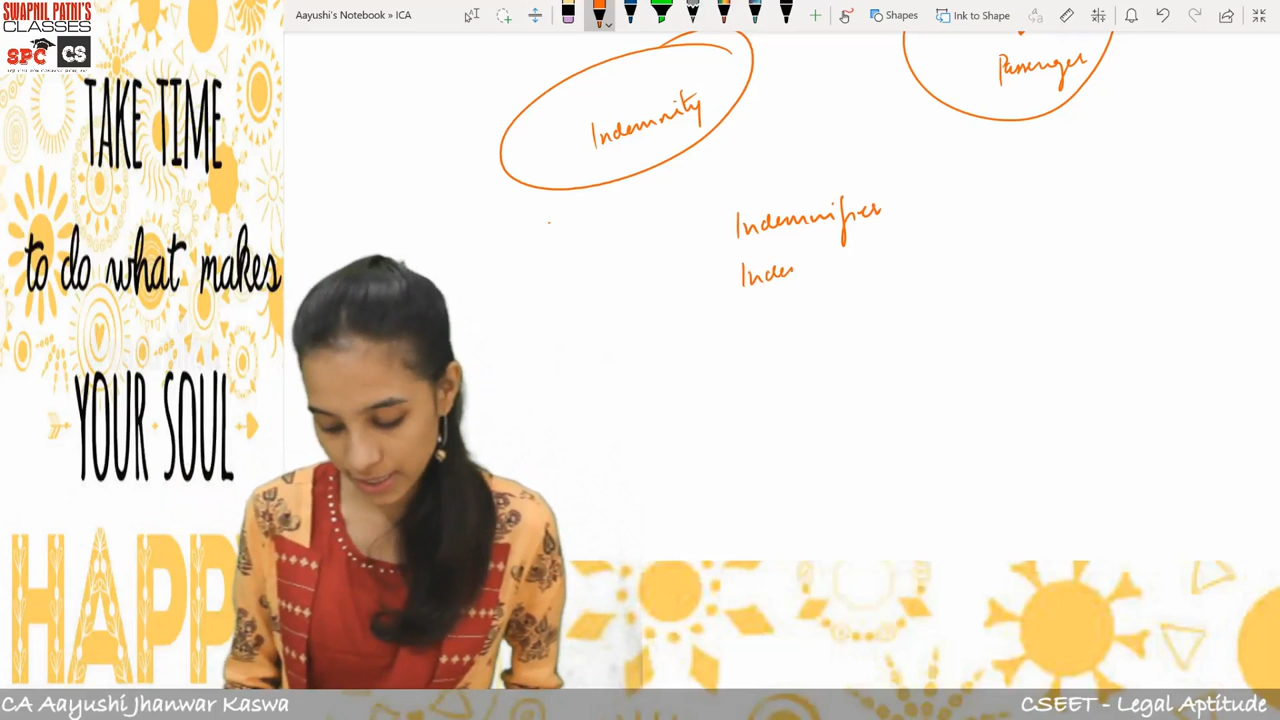 SWAPNIL PATNI'S
CLASSES
SPC CS
Aayushi's Notebook » ICA
Shapes
Ink to Shape
TAKE TIME
to do what makes
YOUR SOUL
HAPP
Passenger
Indemnity
Indemnifier
Inde
CA Aayushi Jhanwar Kaswa
CSEET - Legal Aptitude